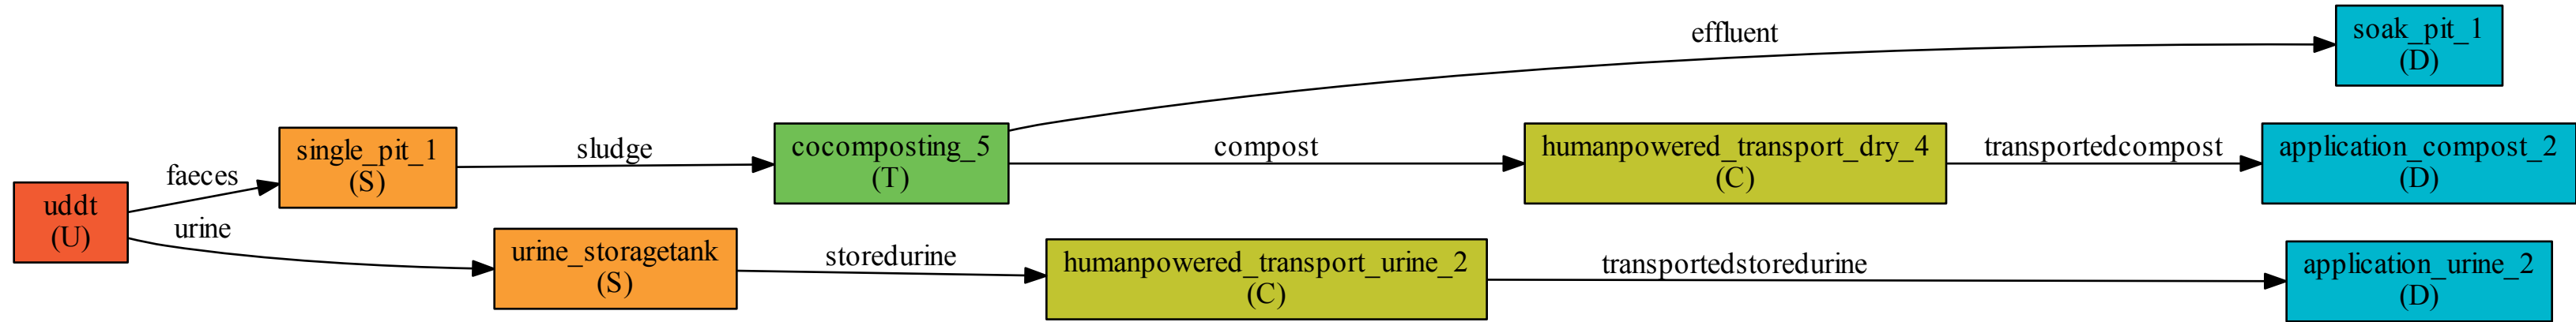 effluent
soak_pit_1
(D)
faeces
single_pit_1
(S)
sludge
cocomposting_5
(T)
compost
humanpowered_transport_dry_4
(C)
transportedcompost
application_compost_2
(D)
uddt
(U)
urine
urine_storagetank
(S)
storedurine
humanpowered_transport_urine_2
(C)
transportedstoredurine
application_urine_2
(D)